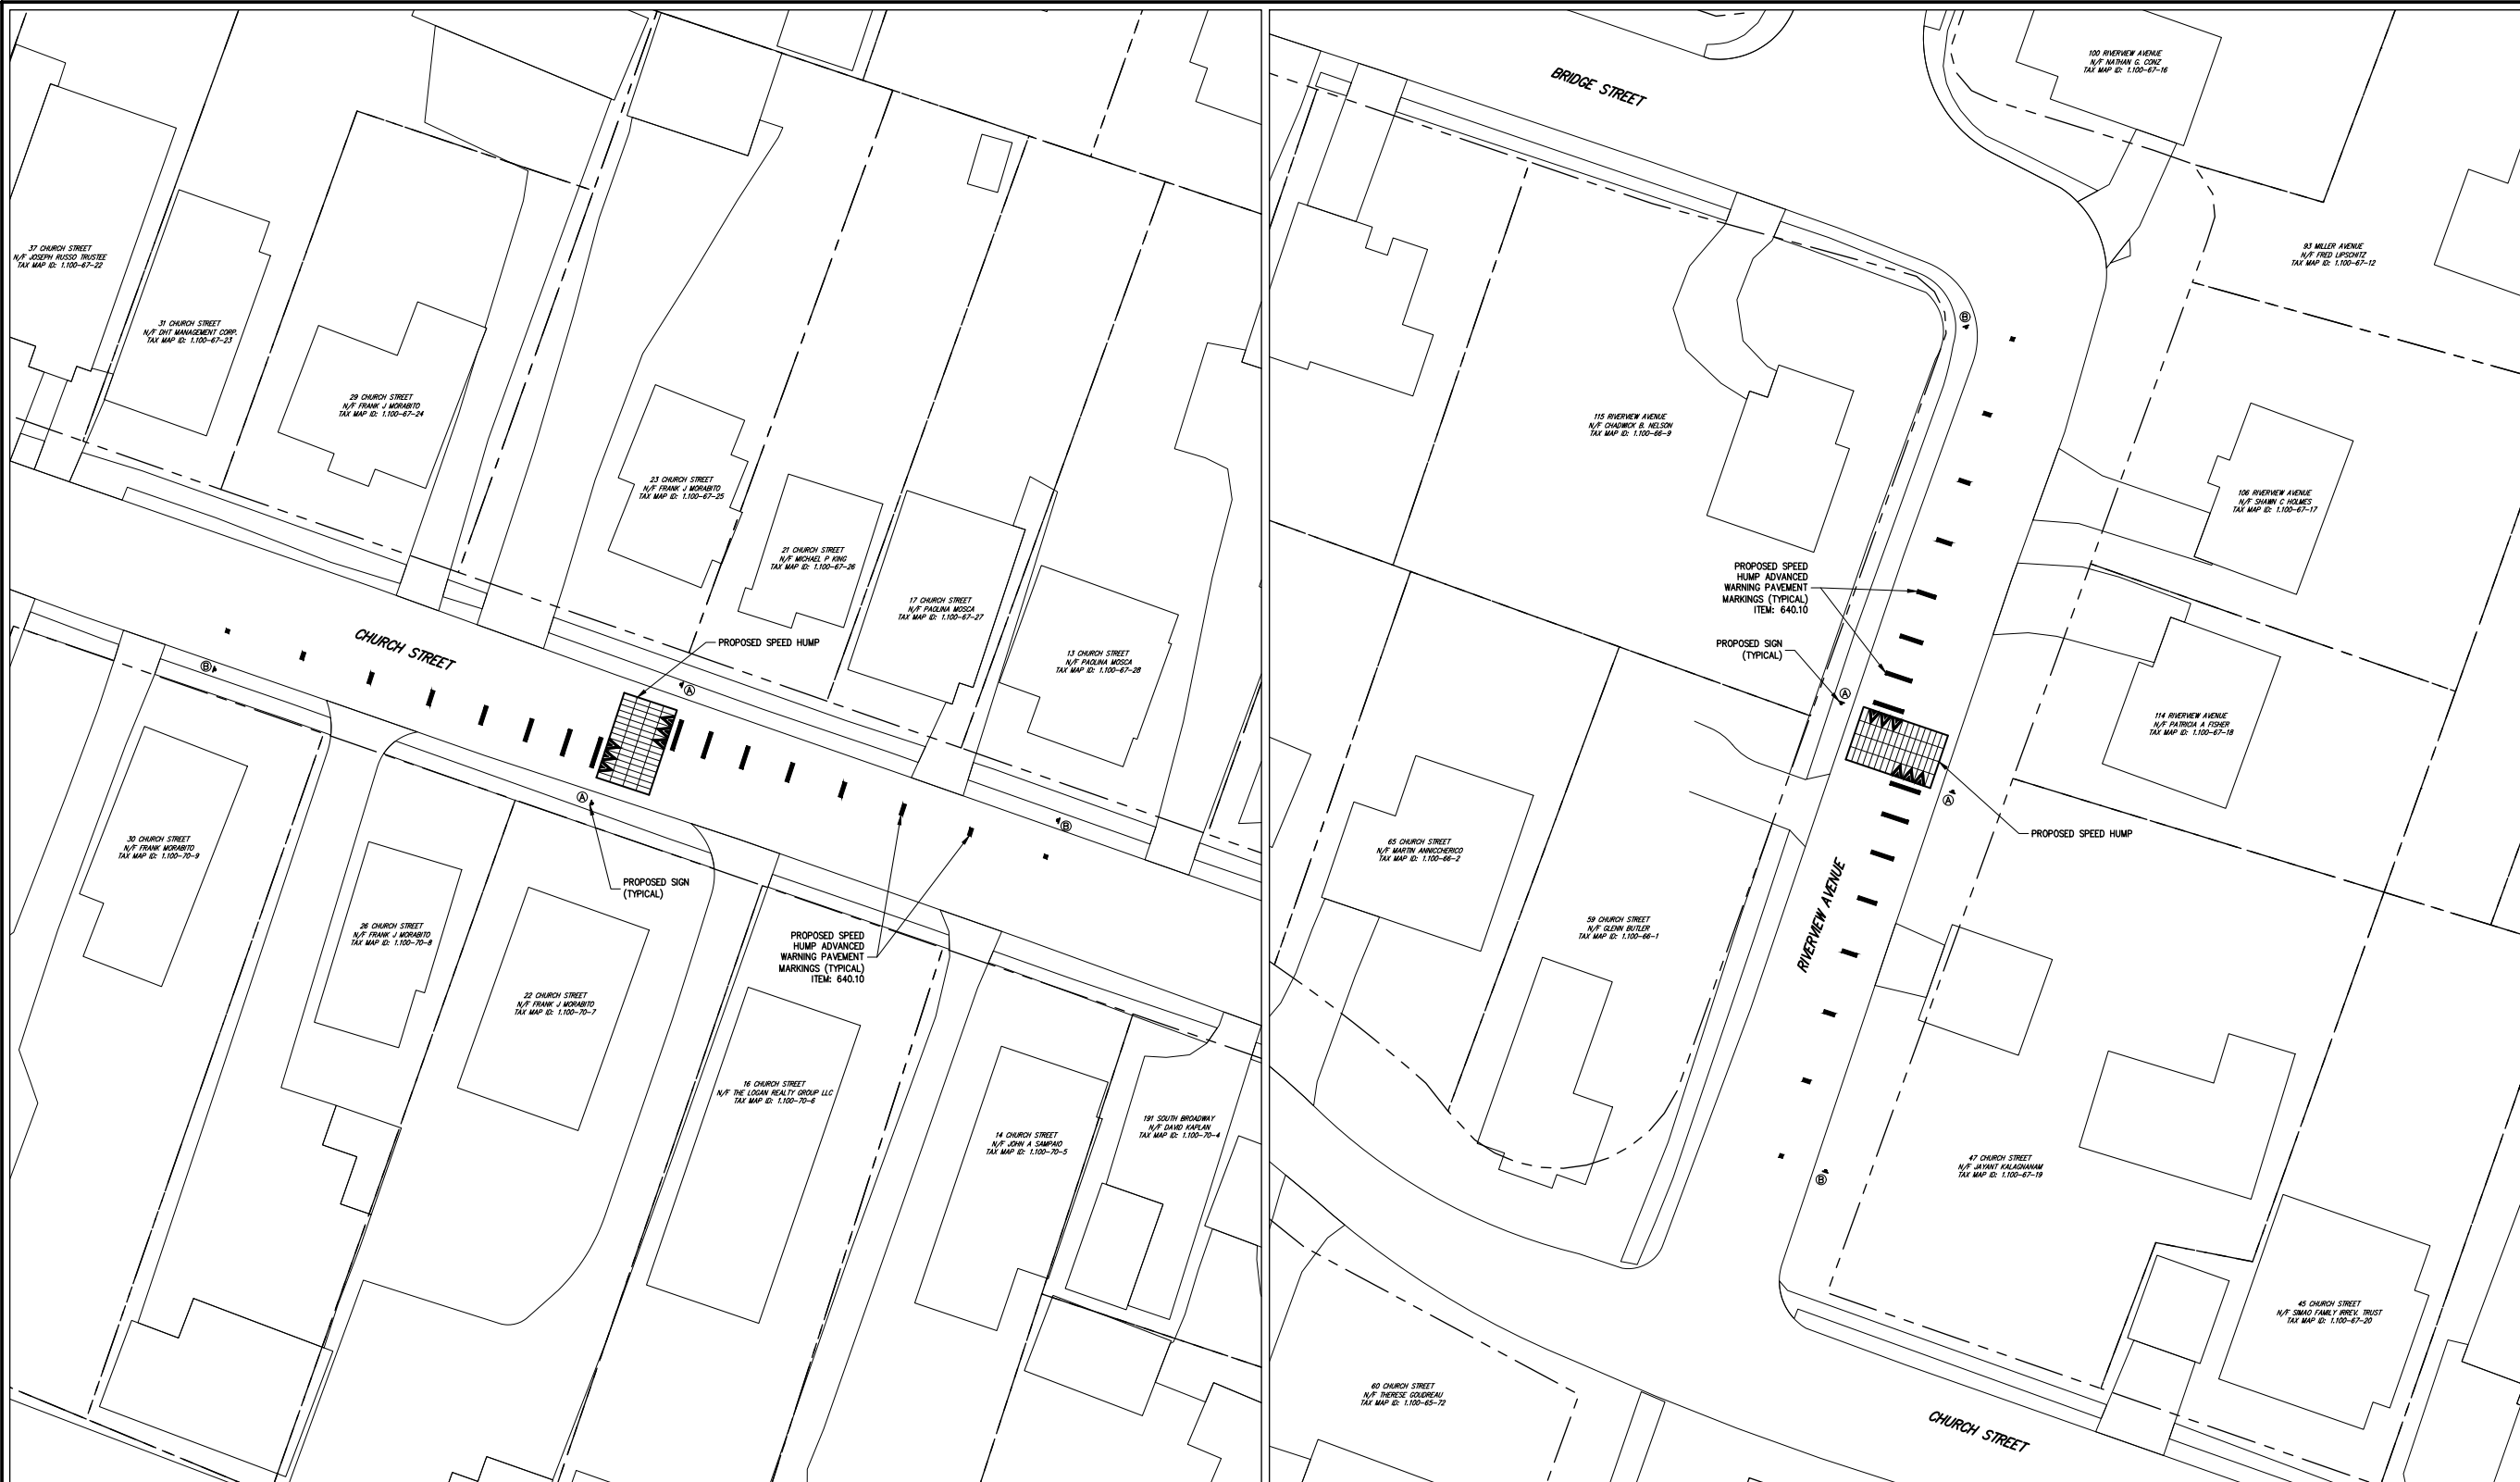 37 CHURCH STREET
N/F JOSEPH RUSSO TRUSTEE
TAX MAP ID: 1.100-67-22
31 CHURCH STREET
N/F DHT MANAGEMENT CORP.
TAX MAP ID: 1.100-67-23
29 CHURCH STREET
N/F FRANK J MORABITO
TAX MAP ID: 1.100-67-24
23 CHURCH STREET
N/F FRANK J MORABITO
TAX MAP ID: 1.100-67-25
21 CHURCH STREET
N/F MICHAEL P KING
TAX MAP ID: 1.100-67-26
17 CHURCH STREET
N/F PAOLINA MOSCA
TAX MAP ID: 1.100-67-27
13 CHURCH STREET
N/F PAOLINA MOSCA
TAX MAP ID: 1.100-67-28
CHURCH STREET
PROPOSED SPEED HUMP
B
A
A
B
PROPOSED SIGN
(TYPICAL)
PROPOSED SPEED
HUMP ADVANCED
WARNING PAVEMENT
MARKINGS (TYPICAL)
ITEM: 640.10
30 CHURCH STREET
N/F FRANK MORABITO
TAX MAP ID: 1.100-70-9
26 CHURCH STREET
N/F FRANK J MORABITO
TAX MAP ID: 1.100-70-8
22 CHURCH STREET
N/F FRANK J MORABITO
TAX MAP ID: 1.100-70-7
16 CHURCH STREET
N/F THE LOGAN REALTY GROUP LLC
TAX MAP ID: 1.100-70-6
14 CHURCH STREET
N/F JOHN A SAMPAIO
TAX MAP ID: 1.100-70-5
191 SOUTH BROADWAY
N/F DAVID KAPLAN
TAX MAP ID: 1.100-70-4
BRIDGE STREET
100 RIVERVIEW AVENUE
N/F NATHAN G. CONZ
TAX MAP ID: 1.100-67-16
93 MILLER AVENUE
N/F FRED LIPSCHITZ
TAX MAP ID: 1.100-67-12
B
115 RIVERVIEW AVENUE
N/F CHADWICK B. NELSON
TAX MAP ID: 1.100-66-9
106 RIVERVIEW AVENUE
N/F SHAWN C HOLMES
TAX MAP ID: 1.100-67-17
PROPOSED SPEED
HUMP ADVANCED
WARNING PAVEMENT
MARKINGS (TYPICAL)
ITEM: 640.10
PROPOSED SIGN
(TYPICAL)
A
114 RIVERVIEW AVENUE
N/F PATRICIA A FISHER
TAX MAP ID: 1.100-67-18
A
PROPOSED SPEED HUMP
65 CHURCH STREET
N/F MARTIN ANNICCHERICO
TAX MAP ID: 1.100-66-2
RIVERVIEW AVENUE
59 CHURCH STREET
N/F GLENN BUTLER
TAX MAP ID: 1.100-66-1
B
47 CHURCH STREET
N/F JAYANT KALAGNANAM
TAX MAP ID: 1.100-67-19
45 CHURCH STREET
N/F SIMAO FAMILY IRREV. TRUST
TAX MAP ID: 1.100-67-20
60 CHURCH STREET
N/F THERESE GOUDREAU
TAX MAP ID: 1.100-65-72
CHURCH STREET